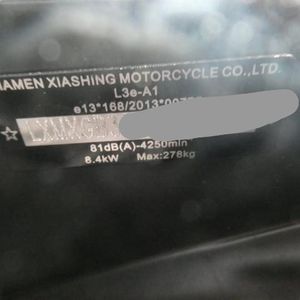 IAMEN XIASHING MOTORCYCLE CO.,LTD.
L3e-A1
e13*168/2013*00
☆
81dB(A)-4250min
8.4kW Max:278kg